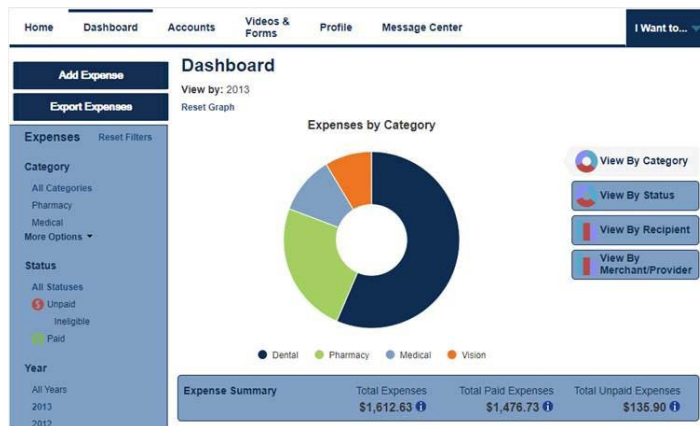 Home
Dashboard
Accounts
Videos &
Forms
Profile
Message Center
I Want to...
Add Expense
Export Expenses
Expenses
Reset Filters
Category
All Categories
Pharmacy
Medical
More Options
Status
All Statuses
Unpaid
Ineligible
Paid
Year
All Years
2013
2012
Dashboard
View by: 2013
Reset Graph
Expenses by Category
Dental
Pharmacy
Medical
Vision
View By Category
View By Status
View By Recipient
View By
Merchant/Provider
Expense Summary
Total Expenses
$1,612.63
Total Paid Expenses
$1,476.73
Total Unpaid Expenses
$135.90